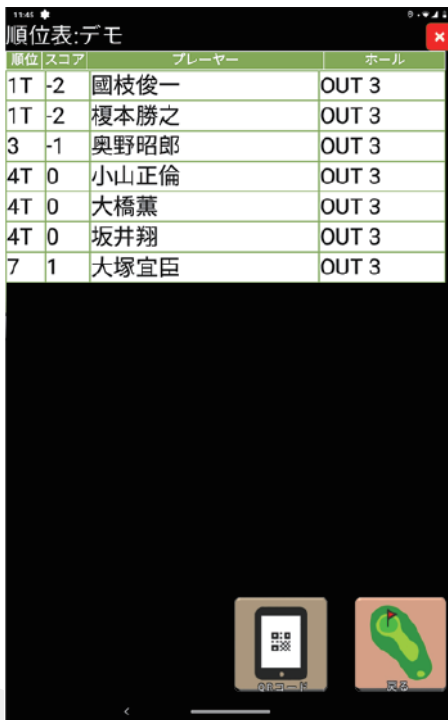 11:45
順位表:デモ
順位 スコア プレーヤー ホール
1T -2 國枝俊一 OUT 3
1T -2 榎本勝之 OUT 3
3 -1 奥野昭郎 OUT 3
4T 0 小山正倫 OUT 3
4T 0 大橋薫 OUT 3
4T 0 坂井翔 OUT 3
7 1 大塚宜臣 OUT 3
QRコード 戻る